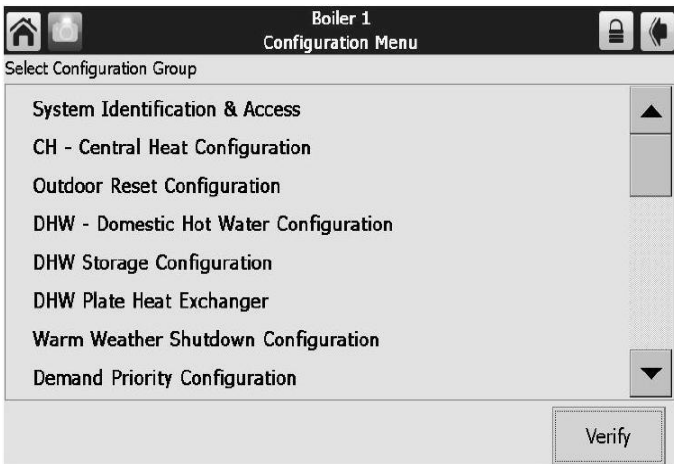 Boiler 1
Configuration Menu
Select Configuration Group
System Identification & Access
CH - Central Heat Configuration
Outdoor Reset Configuration
DHW - Domestic Hot Water Configuration
DHW Storage Configuration
DHW Plate Heat Exchanger
Warm Weather Shutdown Configuration
Demand Priority Configuration
Verify